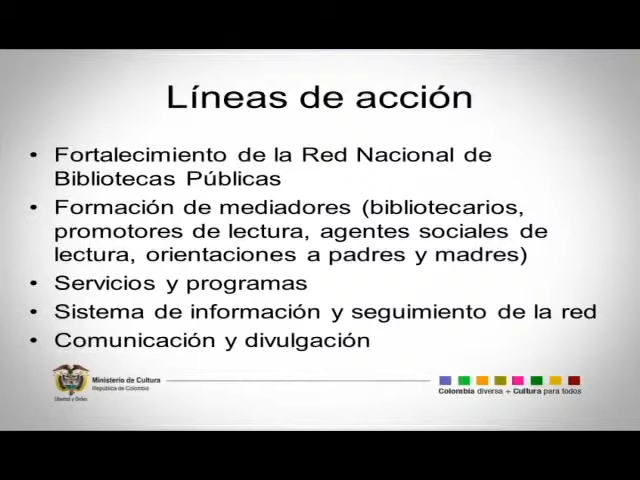 Líneas de acción
• Fortalecimiento de la Red Nacional de
Bibliotecas Públicas
• Formación de mediadores (bibliotecarios,
promotores de lectura, agentes sociales de
lectura, orientaciones a padres y madres)
• Servicios y programas
• Sistema de información y seguimiento de la red
• Comunicación y divulgación
Ministerio de Cultura
República de Colombia
Libertad y Orden
Colombia diversa + Cultura para todos